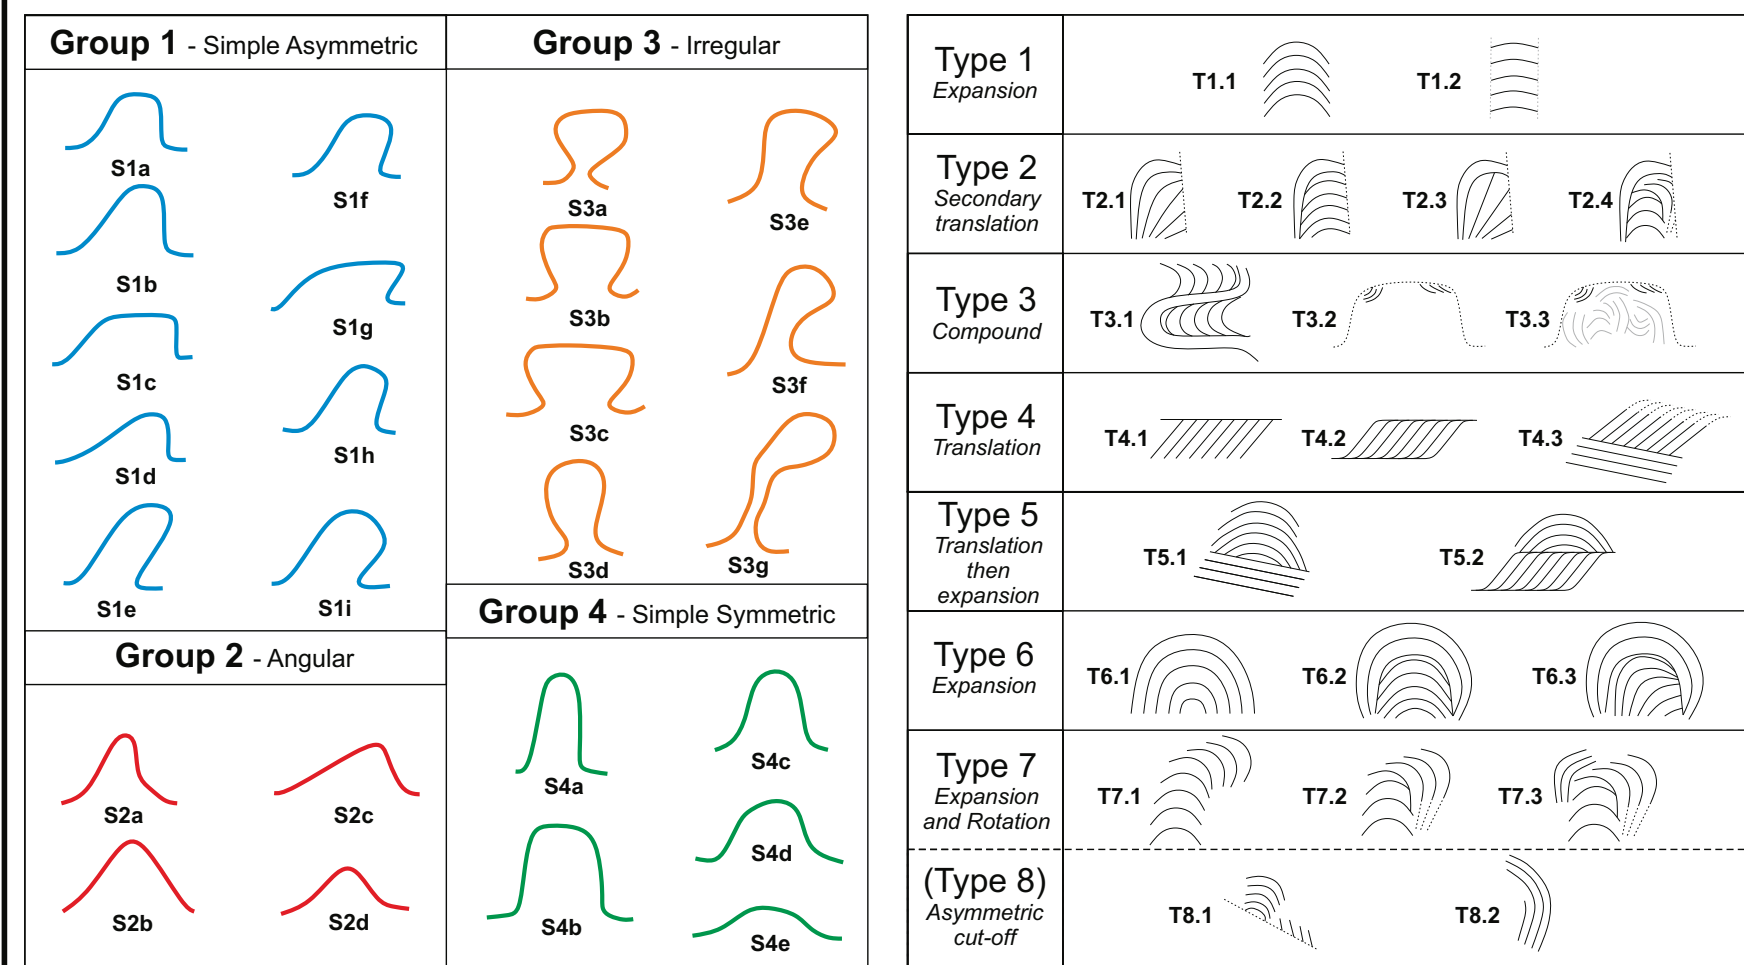 Group 1 - Simple Asymmetric
S1a
S1b
S1c
S1d
S1e
S1f
S1g
S1h
S1i
Group 2 - Angular
S2a
S2b
S2c
S2d
Group 3 - Irregular
S3a
S3b
S3c
S3d
S3e
S3f
S3g
Group 4 - Simple Symmetric
S4a
S4b
S4c
S4d
S4e
Type 1
Expansion
T1.1
T1.2
Type 2
Secondary
translation
T2.1
T2.2
T2.3
T2.4
Type 3
Compound
T3.1
T3.2
T3.3
Type 4
Translation
T4.1
T4.2
T4.3
Type 5
Translation
then
expansion
T5.1
T5.2
Type 6
Expansion
T6.1
T6.2
T6.3
Type 7
Expansion
and Rotation
T7.1
T7.2
T7.3
(Type 8)
Asymmetric
cut-off
T8.1
T8.2